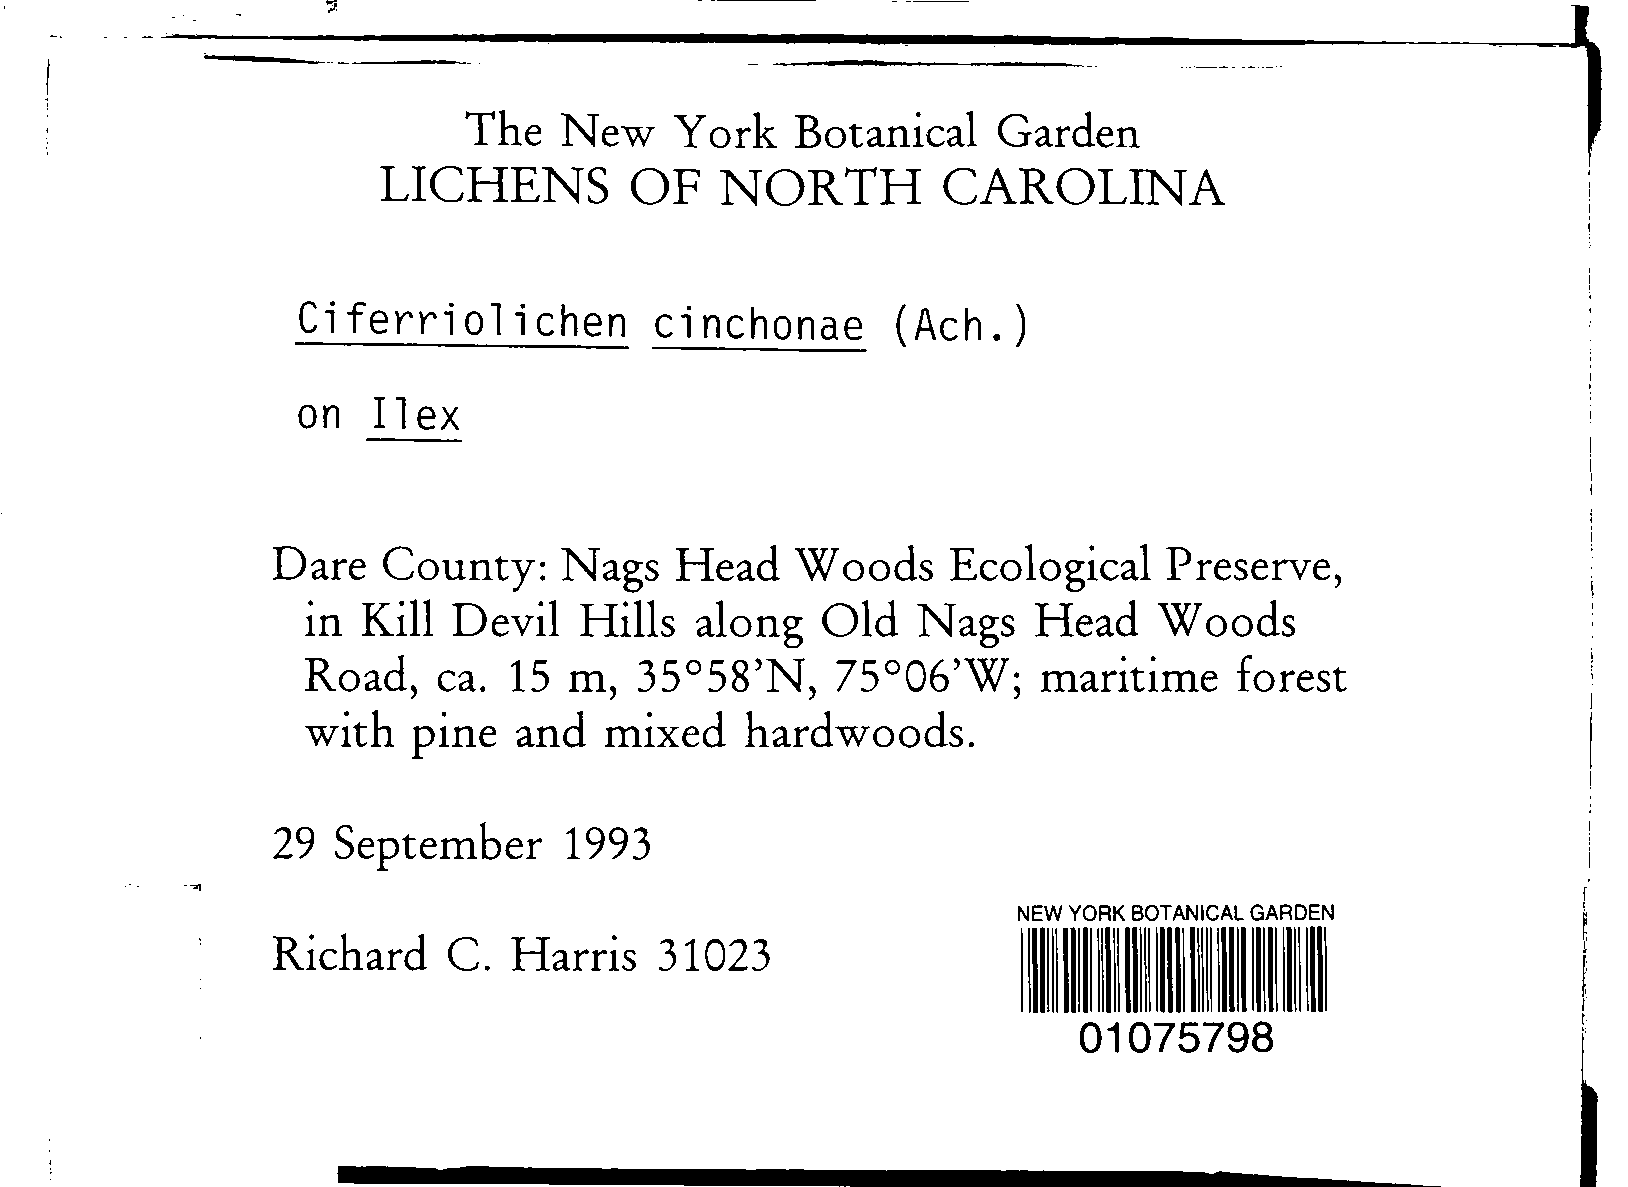 The New York Botanical Garden
LICHENS OF NORTH CAROLINA
Ciferriolichen cinchonae (Ach.)
on Ilex
Dare County: Nags Head Woods Ecological Preserve,
in Kill Devil Hills along Old Nags Head Woods
Road, ca. 15 m, 35°58'N, 75°06'W; maritime forest
with pine and mixed hardwoods.
29 September 1993
Richard C. Harris 31023
NEW YORK BOTANICAL GARDEN
01075798